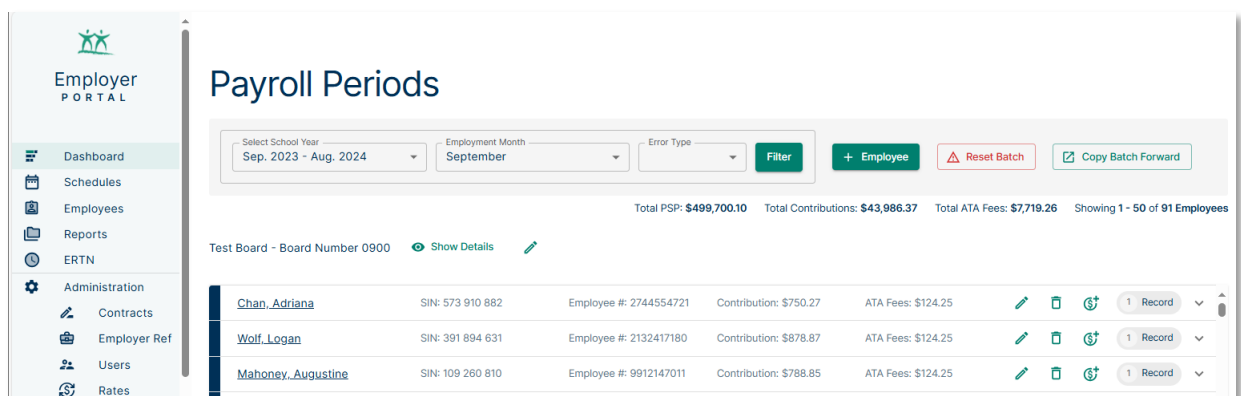 Employer
PORTAL
Dashboard
Schedules
Employees
Reports
ERTN
Administration
Contracts
Employer Ref
Users
Rates
Payroll Periods
Select School Year
Sep. 2023 - Aug. 2024
Employment Month
September
Error Type
Filter
+ Employee
Reset Batch
Copy Batch Forward
Total PSP: $499,700.10 Total Contributions: $43,986.37 Total ATA Fees: $7,719.26 Showing 1 - 50 of 91 Employees
Test Board - Board Number 0900 Show Details
Chan, Adriana SIN: 573 910 882 Employee #: 2744554721 Contribution: $750.27 ATA Fees: $124.25 1 Record
Wolf, Logan SIN: 391 894 631 Employee #: 2132417180 Contribution: $878.87 ATA Fees: $124.25 1 Record
Mahoney, Augustine SIN: 109 260 810 Employee #: 9912147011 Contribution: $788.85 ATA Fees: $124.25 1 Record